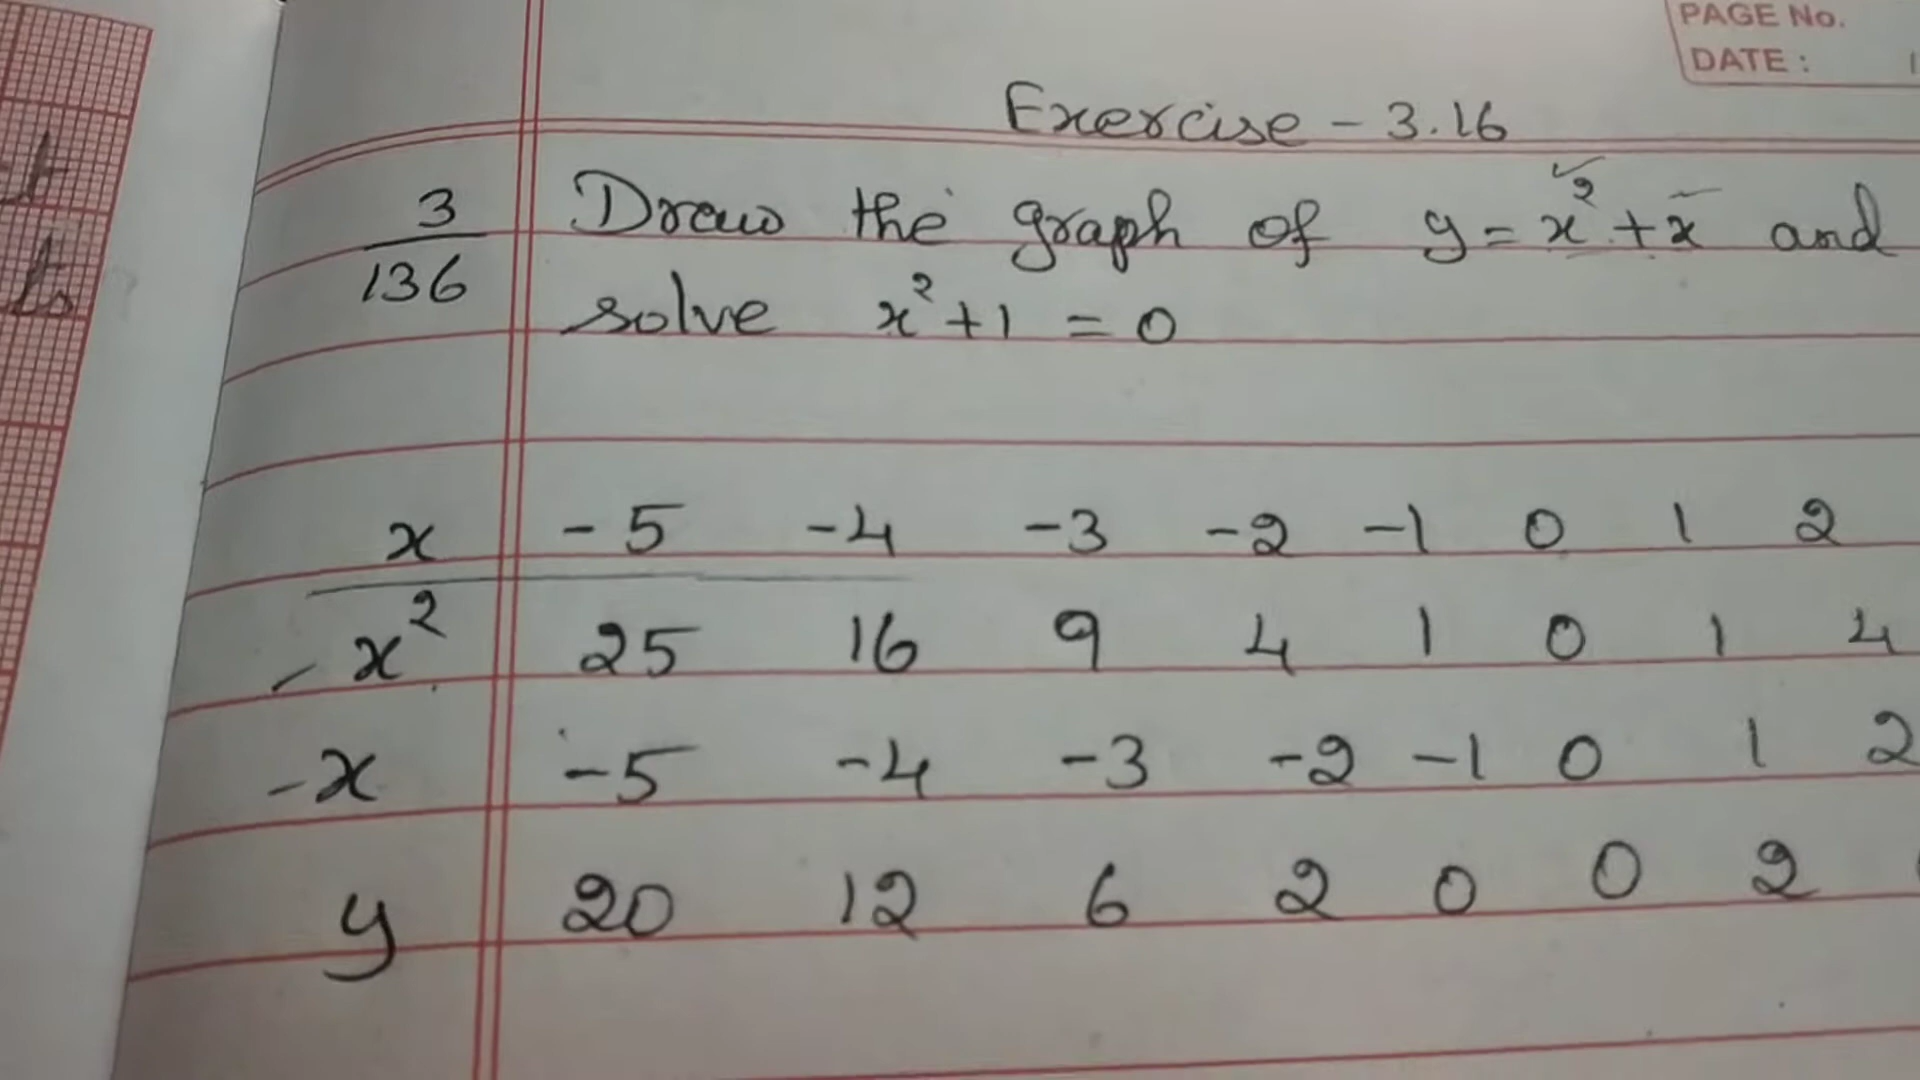 PAGE No.
DATE :
Exercise - 3.16
3/136 Draw the graph of y = x² + x and
solve x² + 1 = 0
x -5 -4 -3 -2 -1 0 1 2
x² 25 16 9 4 1 0 1 4
-x -5 -4 -3 -2 -1 0 1 2
y 20 12 6 2 0 0 2